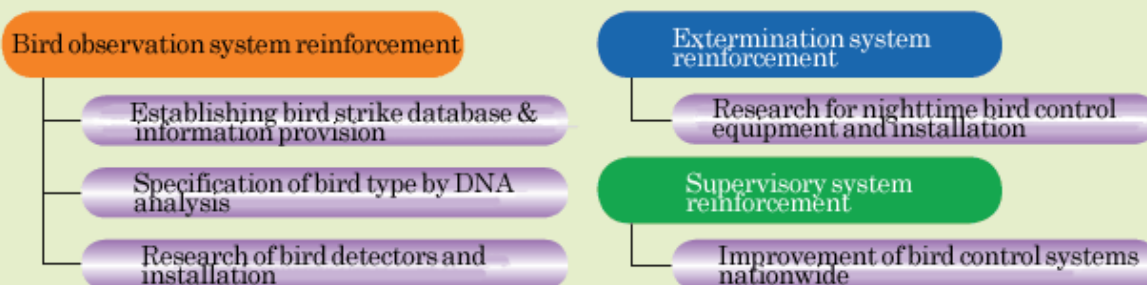 Bird observation system reinforcement
Establishing bird strike database &
information provision
Specification of bird type by DNA
analysis
Research of bird detectors and
installation
Extermination system
reinforcement
Research for nighttime bird control
equipment and installation
Supervisory system
reinforcement
Improvement of bird control systems
nationwide